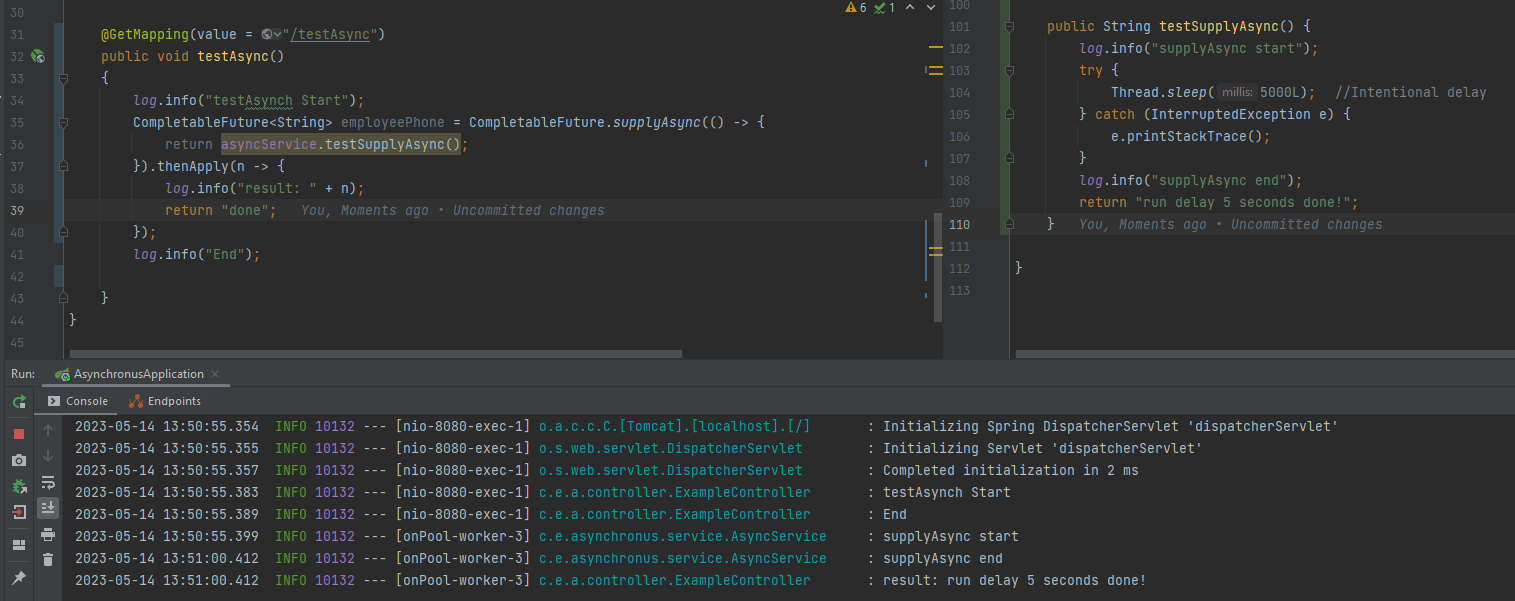 30
31 @GetMapping(value = "/testAsync")
32 public void testAsync()
33 {
34 log.info("testAsynch Start");
35 CompletableFuture<String> employeePhone = CompletableFuture.supplyAsync(() -> {
36 return asyncService.testSupplyAsync();
37 }).thenApply(n -> {
38 log.info("result: " + n);
39 return "done"; You, Moments ago • Uncommitted changes
40 });
41 log.info("End");
42
43 }
44 }
45
6 1
100
101 public String testSupplyAsync() {
102 log.info("supplyAsync start");
103 try {
104 Thread.sleep( millis: 5000L); //Intentional delay
105 } catch (InterruptedException e) {
106 e.printStackTrace();
107 }
108 log.info("supplyAsync end");
109 return "run delay 5 seconds done!";
110 } You, Moments ago • Uncommitted changes
111
112 }
113
Run: AsynchronusApplication
Console Endpoints
2023-05-14 13:50:55.354 INFO 10132 --- [nio-8080-exec-1] o.a.c.c.C.[Tomcat].[localhost].[/] : Initializing Spring DispatcherServlet 'dispatcherServlet'
2023-05-14 13:50:55.355 INFO 10132 --- [nio-8080-exec-1] o.s.web.servlet.DispatcherServlet : Initializing Servlet 'dispatcherServlet'
2023-05-14 13:50:55.357 INFO 10132 --- [nio-8080-exec-1] o.s.web.servlet.DispatcherServlet : Completed initialization in 2 ms
2023-05-14 13:50:55.383 INFO 10132 --- [nio-8080-exec-1] c.e.a.controller.ExampleController : testAsynch Start
2023-05-14 13:50:55.389 INFO 10132 --- [nio-8080-exec-1] c.e.a.controller.ExampleController : End
2023-05-14 13:50:55.399 INFO 10132 --- [onPool-worker-3] c.e.asynchronus.service.AsyncService : supplyAsync start
2023-05-14 13:51:00.412 INFO 10132 --- [onPool-worker-3] c.e.asynchronus.service.AsyncService : supplyAsync end
2023-05-14 13:51:00.412 INFO 10132 --- [onPool-worker-3] c.e.a.controller.ExampleController : result: run delay 5 seconds done!